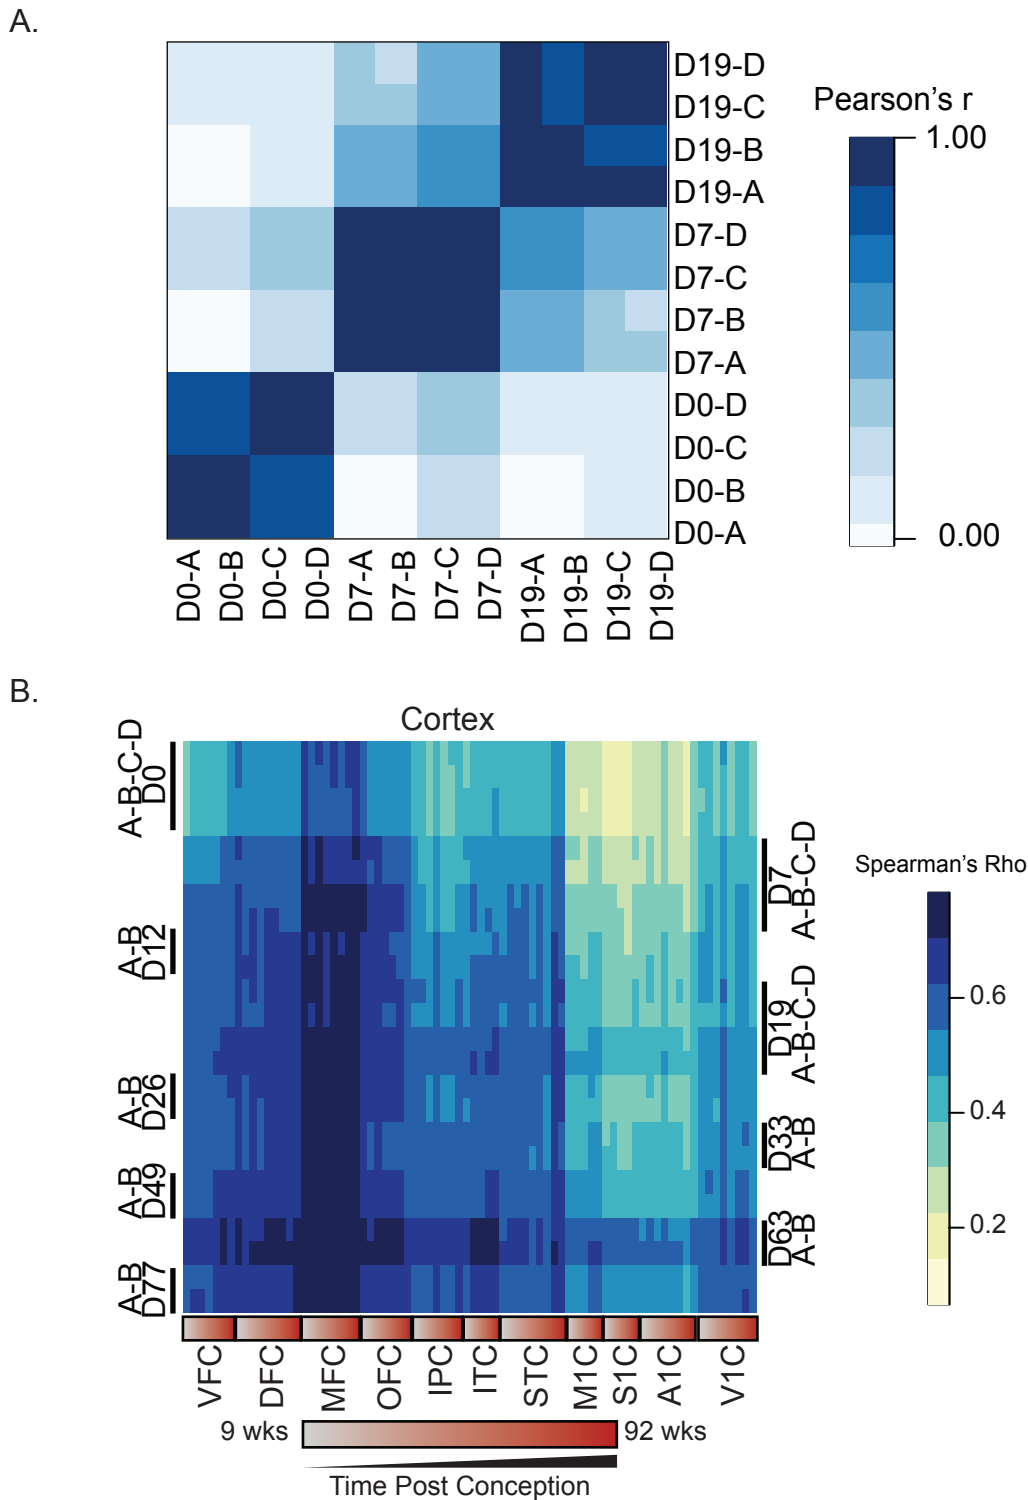 A.
D19-D
D19-C
D19-B
D19-A
D7-D
D7-C
D7-B
D7-A
D0-D
D0-C
D0-B
D0-A
Pearson's r
1.00
0.00
D0-A
D0-B
D0-C
D0-D
D7-A
D7-B
D7-C
D7-D
D19-A
D19-B
D19-C
D19-D
B.
Cortex
A-B-C-D
D0
A-B
D12
A-B
D26
A-B
D49
A-B
D77
D7
A-B-C-D
D19
A-B-C-D
D33
A-B
D63
A-B
Spearman's Rho
0.6
0.4
0.2
VFC
DFC
MFC
OFC
IPC
ITC
STC
M1C
S1C
A1C
V1C
9 wks
92 wks
Time Post Conception